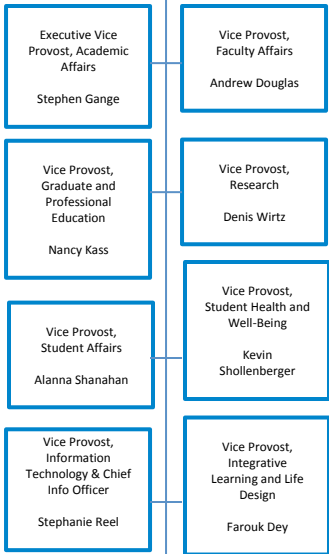 Executive Vice
Provost, Academic
Affairs
Stephen Gange
Vice Provost,
Faculty Affairs
Andrew Douglas
Vice Provost,
Graduate and
Professional
Education
Nancy Kass
Vice Provost,
Research
Denis Wirtz
Vice Provost,
Student Affairs
Alanna Shanahan
Vice Provost,
Student Health and
Well-Being
Kevin
Shollenberger
Vice Provost,
Information
Technology & Chief
Info Officer
Stephanie Reel
Vice Provost,
Integrative
Learning and Life
Design
Farouk Dey